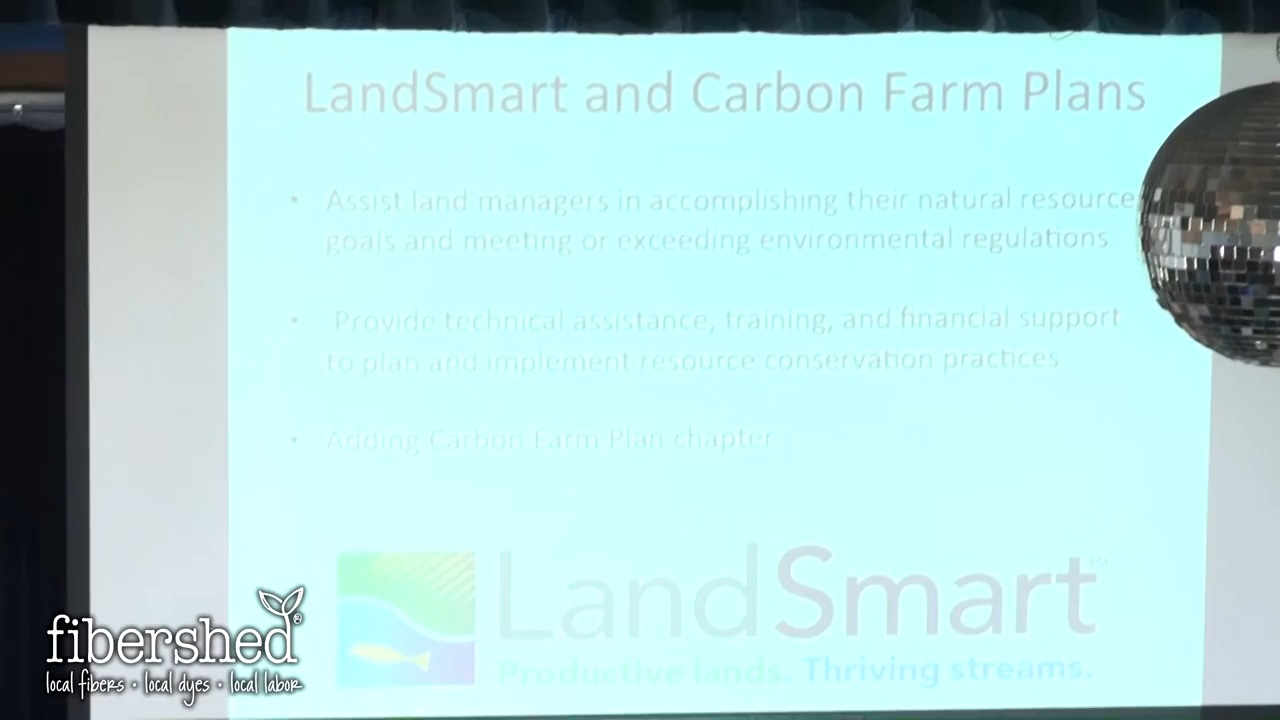 LandSmart and Carbon Farm Plans
• Assist land managers in accomplishing their natural resource
goals and meeting or exceeding environmental regulations
• Provide technical assistance, training, and financial support
to plan and implement resource conservation practices
• Adding Carbon Farm Plan chapter
LandSmart™
Productive lands. Thriving streams.
fibershed®
local fibers • local dyes • local labor